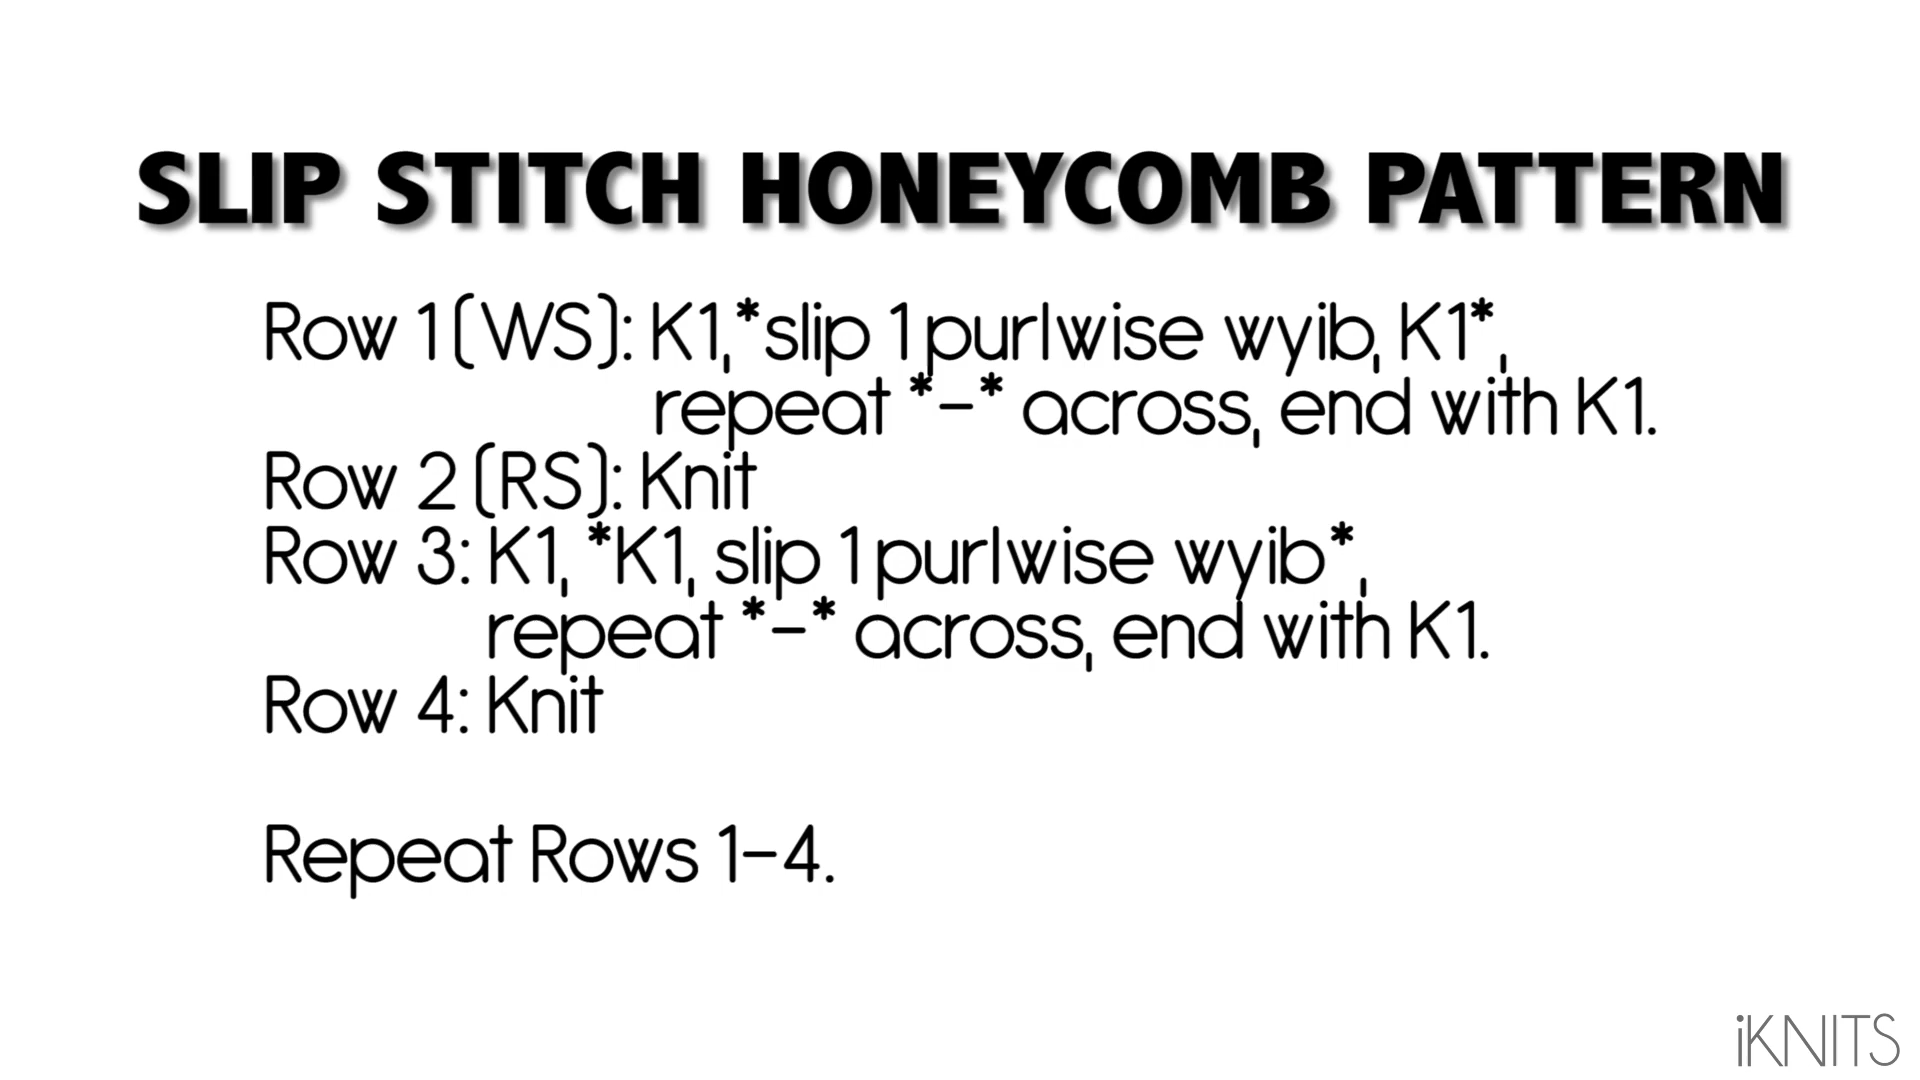 SLIP STITCH HONEYCOMB PATTERN
Row 1 (WS): K1,*slip 1 purlwise wyib, K1*,
repeat *-* across, end with K1.
Row 2 (RS): Knit
Row 3: K1, *K1, slip 1 purlwise wyib*,
repeat *-* across, end with K1.
Row 4: Knit
Repeat Rows 1-4.
iKNITS